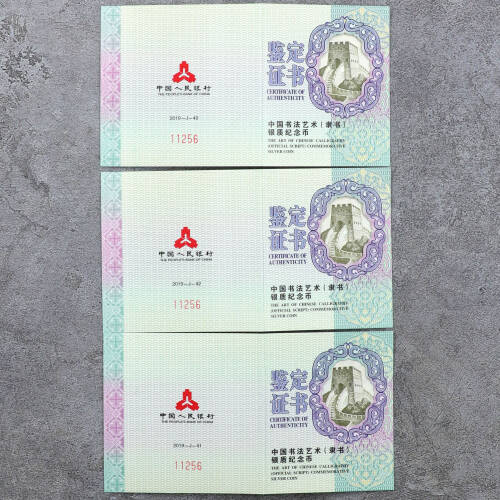 中国人民银行
THE PEOPLE'S BANK OF CHINA
2019—J—40
11256
鉴定
证书
CERTIFICATE OF
AUTHENTICITY
中国书法艺术(隶书)
银质纪念币
THE ART OF CHINESE CALLIGRAPHY
(OFFICIAL SCRIPT) COMMEMORATIVE
SILVER COIN
中国人民银行
THE PEOPLE'S BANK OF CHINA
2019—J—42
11256
鉴定
证书
CERTIFICATE OF
AUTHENTICITY
中国书法艺术(隶书)
银质纪念币
THE ART OF CHINESE CALLIGRAPHY
(OFFICIAL SCRIPT) COMMEMORATIVE
SILVER COIN
中国人民银行
THE PEOPLE'S BANK OF CHINA
2019—J—41
11256
鉴定
证书
CERTIFICATE OF
AUTHENTICITY
中国书法艺术(隶书)
银质纪念币
THE ART OF CHINESE CALLIGRAPHY
(OFFICIAL SCRIPT) COMMEMORATIVE
SILVER COIN